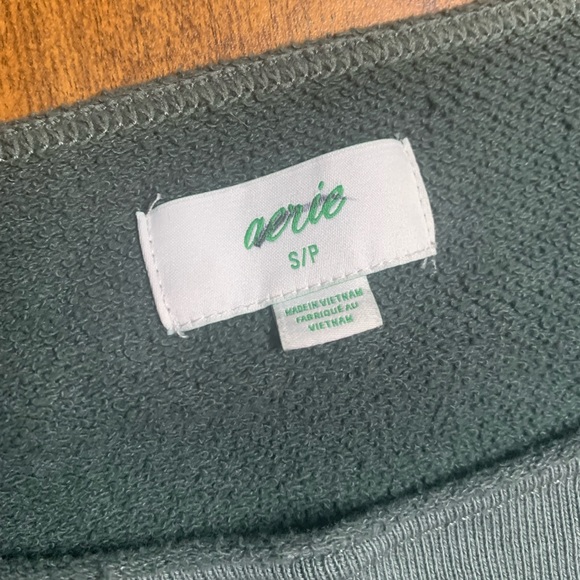 aerie
S/P
MADE IN VIETNAM
FABRIQUÉ AU
VIETNAM